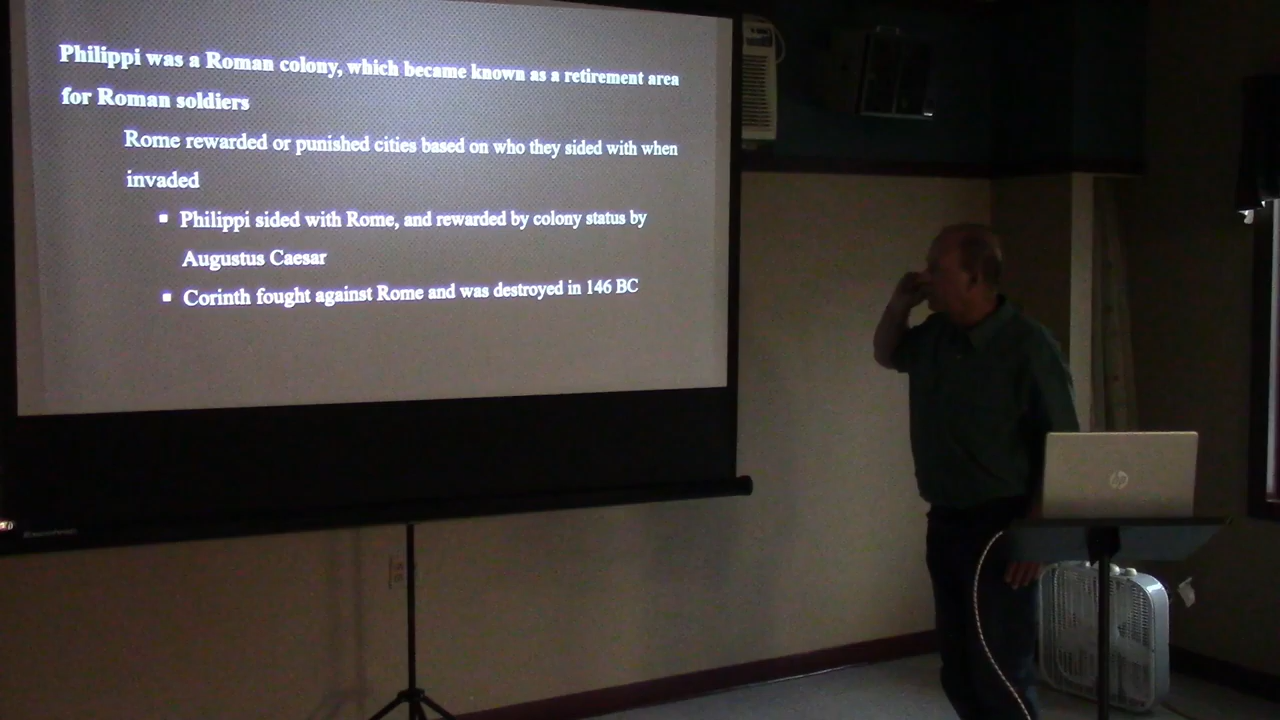 Philippi was a Roman colony, which became known as a retirement area
for Roman soldiers
Rome rewarded or punished cities based on who they sided with when
invaded
▪ Philippi sided with Rome, and rewarded by colony status by
Augustus Caesar
▪ Corinth fought against Rome and was destroyed in 146 BC
hp